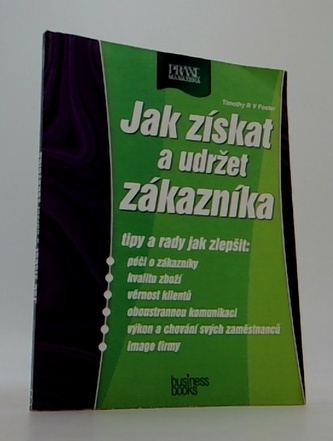 PRAXE
MANAŽERA
Timothy R V Foster
Jak získat
a udržet
zákazníka
tipy a rady jak zlepšit:
péči o zákazníky
kvalitu zboží
věrnost klientů
oboustrannou komunikaci
výkon a chování svých zaměstnanců
image firmy
business
books